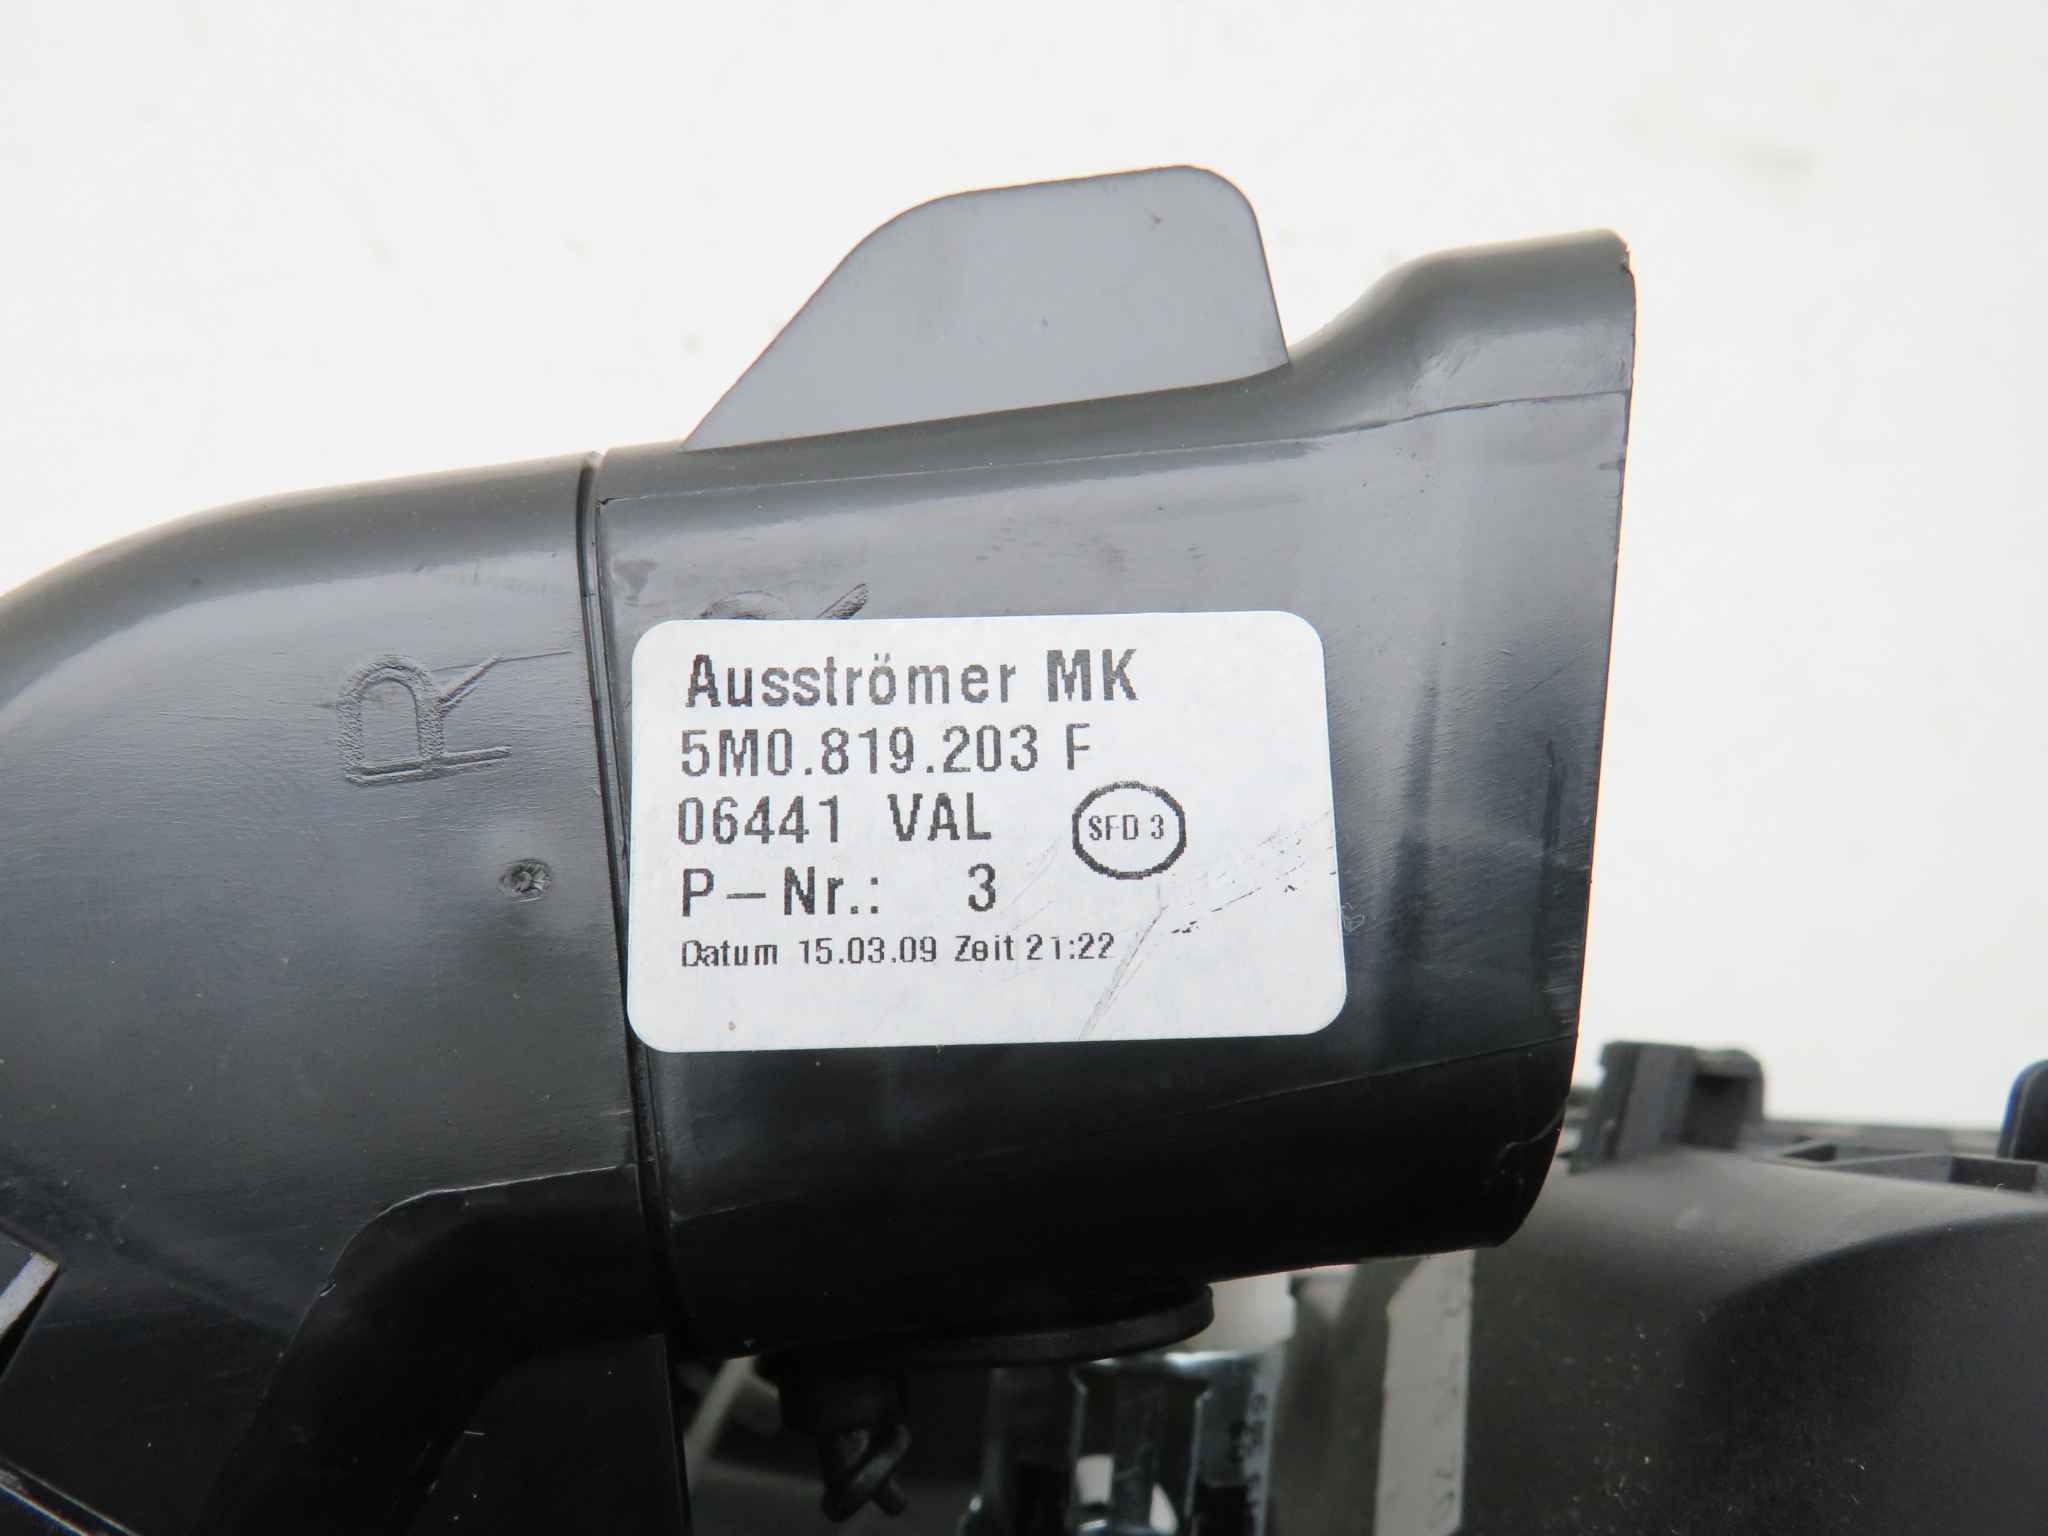 R
Ausströmer MK
5M0.819.203 F
06441 VAL SFD 3
P-Nr.: 3
Datum 15.03.09 Zeit 21:22